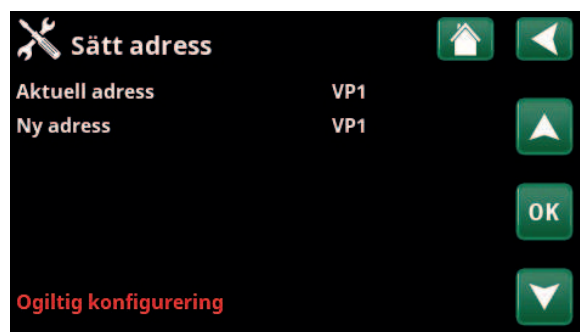 Sätt adress
Aktuell adress VP1
Ny adress VP1
OK
Ogiltig konfigurering